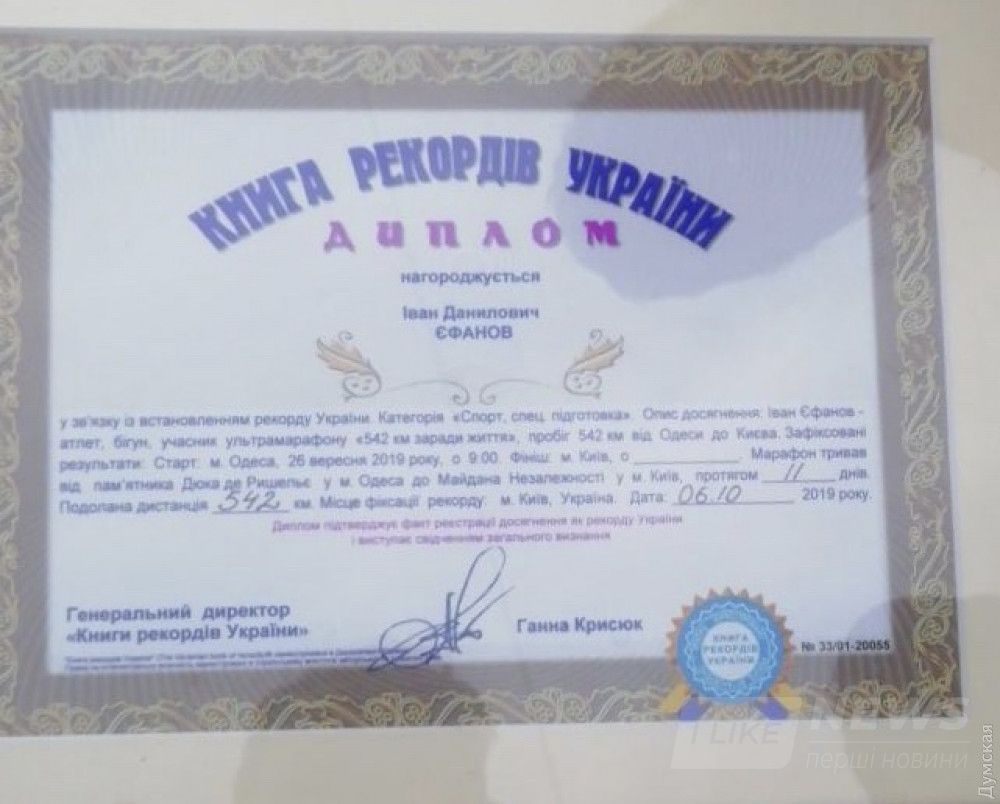 КНИГА РЕКОРДІВ УКРАЇНИ
ДИПЛОМ
нагороджується
Іван Данилович
ЄФАНОВ
у зв'язку із встановленням рекорду України. Категорія «Спорт, спец. підготовка». Опис досягнення: Іван Єфанов -
атлет, бігун, учасник ультрамарафону «542 км заради життя», пробіг 542 км від Одеси до Києва. Зафіксовані
результати: Старт: м. Одеса, 26 вересня 2019 року, о 9:00. Фініш: м. Київ, о ____________. Марафон тривав
від пам'ятника Дюка де Ришельє у м. Одеса до Майдана Незалежності у м. Київ, протягом 11 днів.
Подолана дистанція 542 км. Місце фіксації рекорду: м. Київ, Україна. Дата: 06.10 2019 року.
Диплом підтверджує факт реєстрації досягнення як рекорду України
і виступає свідченням загального визнання
Генеральний директор
«Книги рекордів України»
Ганна Крисюк
КНИГА
РЕКОРДІВ
УКРАЇНИ
№ 33/01-20055
I LIKE
NEWS
перші новини
Думская